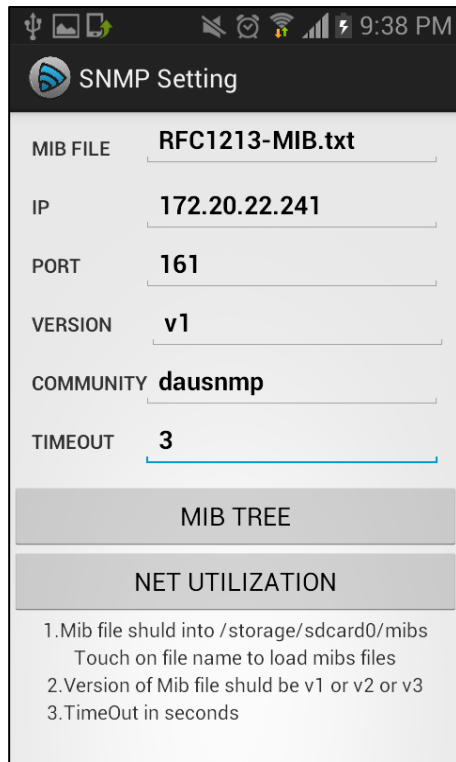 9:38 PM
SNMP Setting
MIB FILE RFC1213-MIB.txt
IP 172.20.22.241
PORT 161
VERSION v1
COMMUNITY dausnmp
TIMEOUT 3
MIB TREE
NET UTILIZATION
1.Mib file shuld into /storage/sdcard0/mibs
Touch on file name to load mibs files
2.Version of Mib file shuld be v1 or v2 or v3
3.TimeOut in seconds